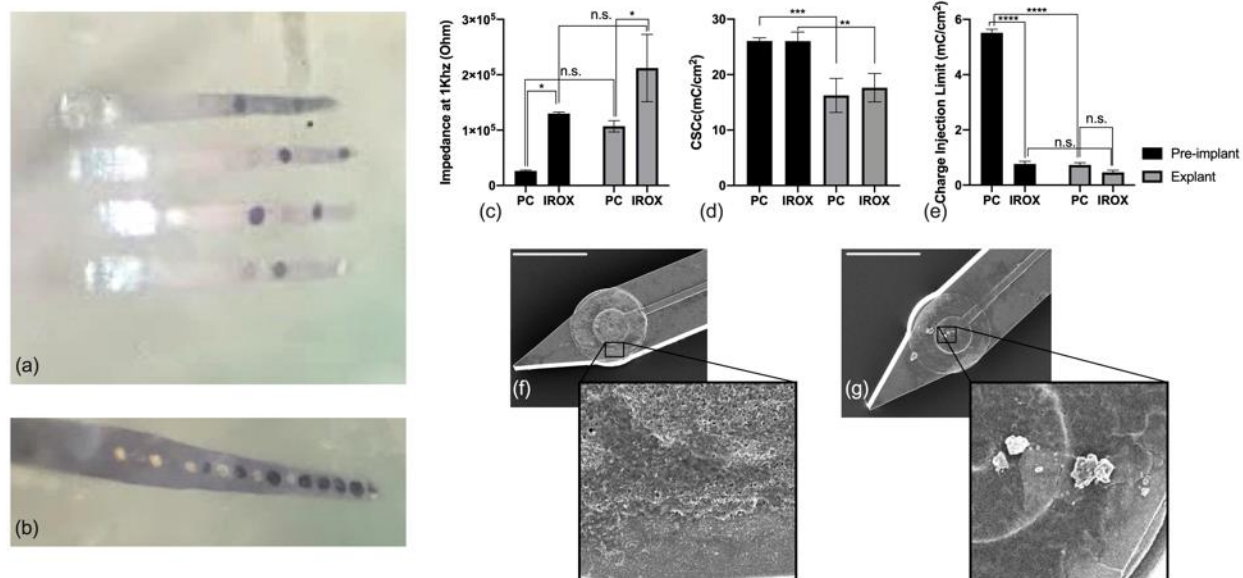 (a)
(b)
Impedance at 1Khz (Ohm)
3×10⁵
2×10⁵
1×10⁵
0
n.s.
*
n.s.
*
PC
IROX
PC
IROX
(c)
CSCc(mC/cm²)
30
20
10
0
***
**
PC
IROX
PC
IROX
(d)
Charge Injection Limit (mC/cm²)
6
4
2
0
****
****
n.s.
n.s.
PC
IROX
PC
IROX
(e)
Pre-implant
Explant
(f)
(g)